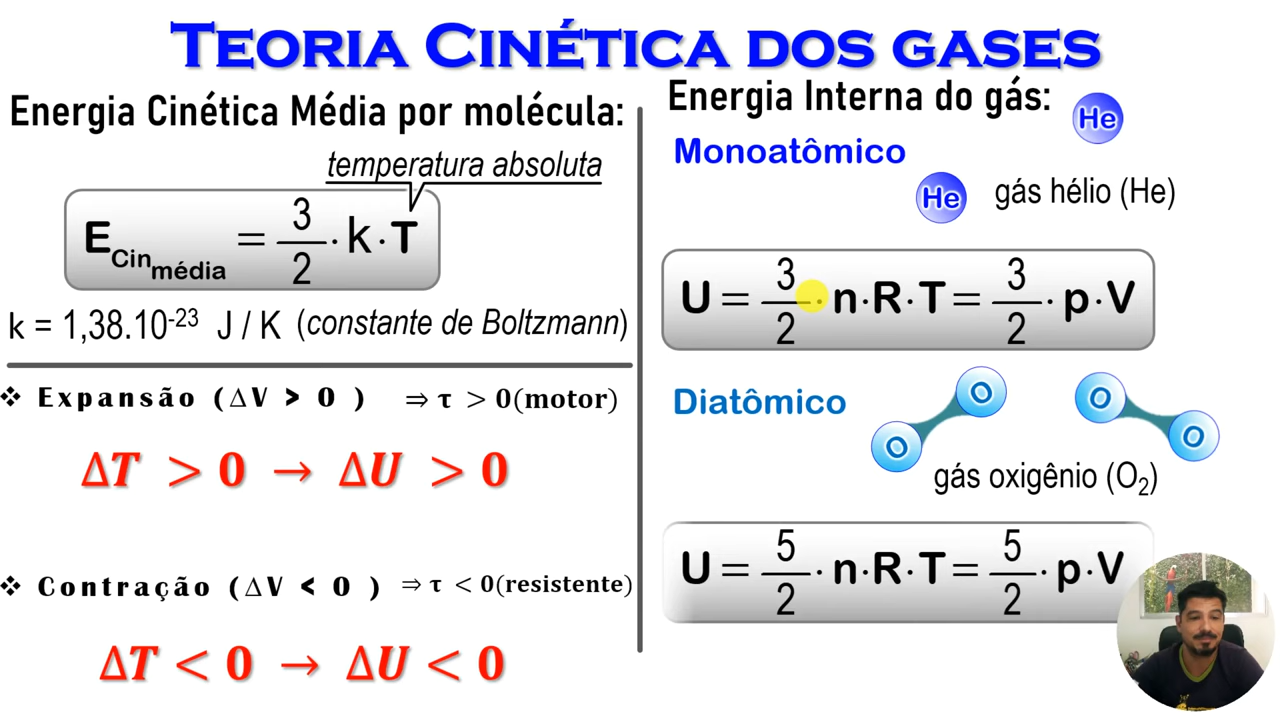 TEORIA CINÉTICA DOS GASES
Energia Cinética Média por molécula:
temperatura absoluta
E_Cin_média = 3/2 · k · T
k = 1,38.10⁻²³ J / K (constante de Boltzmann)
❖ Expansão (ΔV > 0 ) ⇒ τ > 0(motor)
ΔT > 0 → ΔU > 0
❖ Contração (ΔV < 0 ) ⇒ τ < 0(resistente)
ΔT < 0 → ΔU < 0
Energia Interna do gás:
He
Monoatômico
He
gás hélio (He)
U = 3/2 · n · R · T = 3/2 · p · V
Diatômico
O O
O O
gás oxigênio (O₂)
U = 5/2 · n · R · T = 5/2 · p · V